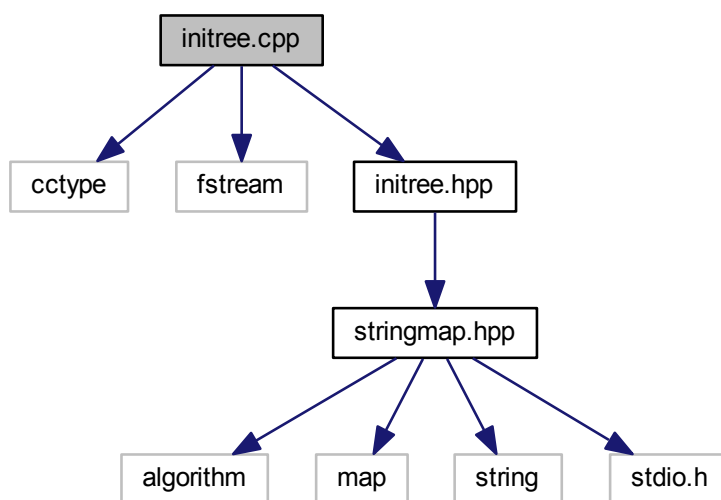 initree.cpp
cctype
fstream
initree.hpp
stringmap.hpp
algorithm
map
string
stdio.h